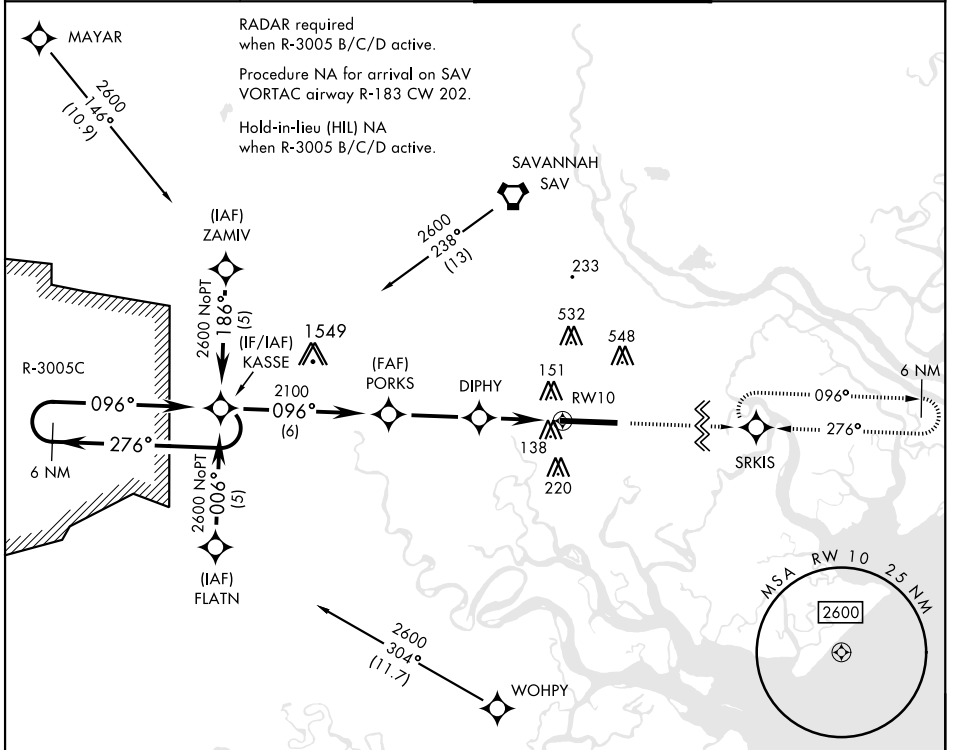 MAYAR
RADAR required
when R-3005 B/C/D active.
Procedure NA for arrival on SAV
VORTAC airway R-183 CW 202.
Hold-in-lieu (HIL) NA
when R-3005 B/C/D active.
2600
146°
(10.9)
SAVANNAH
SAV
2600
238°
(13)
(IAF)
ZAMIV
2600 NoPT
186°
(5)
233
532
548
151
(IF/IAF)
KASSE
1549
R-3005C
(FAF)
PORKS
DIPHY
RW10
6 NM
096°
2100
096°
(6)
096°
276°
276°
6 NM
138
220
SRKIS
2600 NoPT
006°
(5)
(IAF)
FLATN
MSA RW 10 25 NM
2600
2600
304°
(11.7)
WOHPY